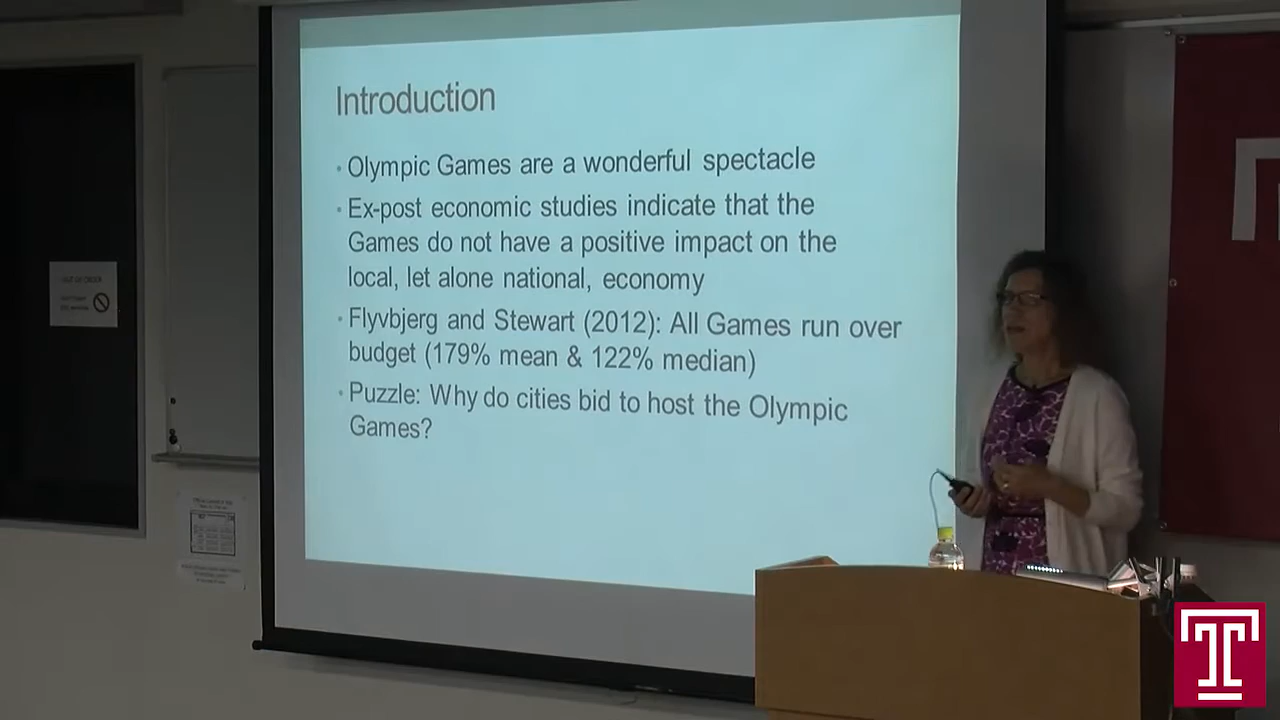 Introduction
• Olympic Games are a wonderful spectacle
• Ex-post economic studies indicate that the
Games do not have a positive impact on the
local, let alone national, economy
• Flyvbjerg and Stewart (2012): All Games run over
budget (179% mean & 122% median)
• Puzzle: Why do cities bid to host the Olympic
Games?